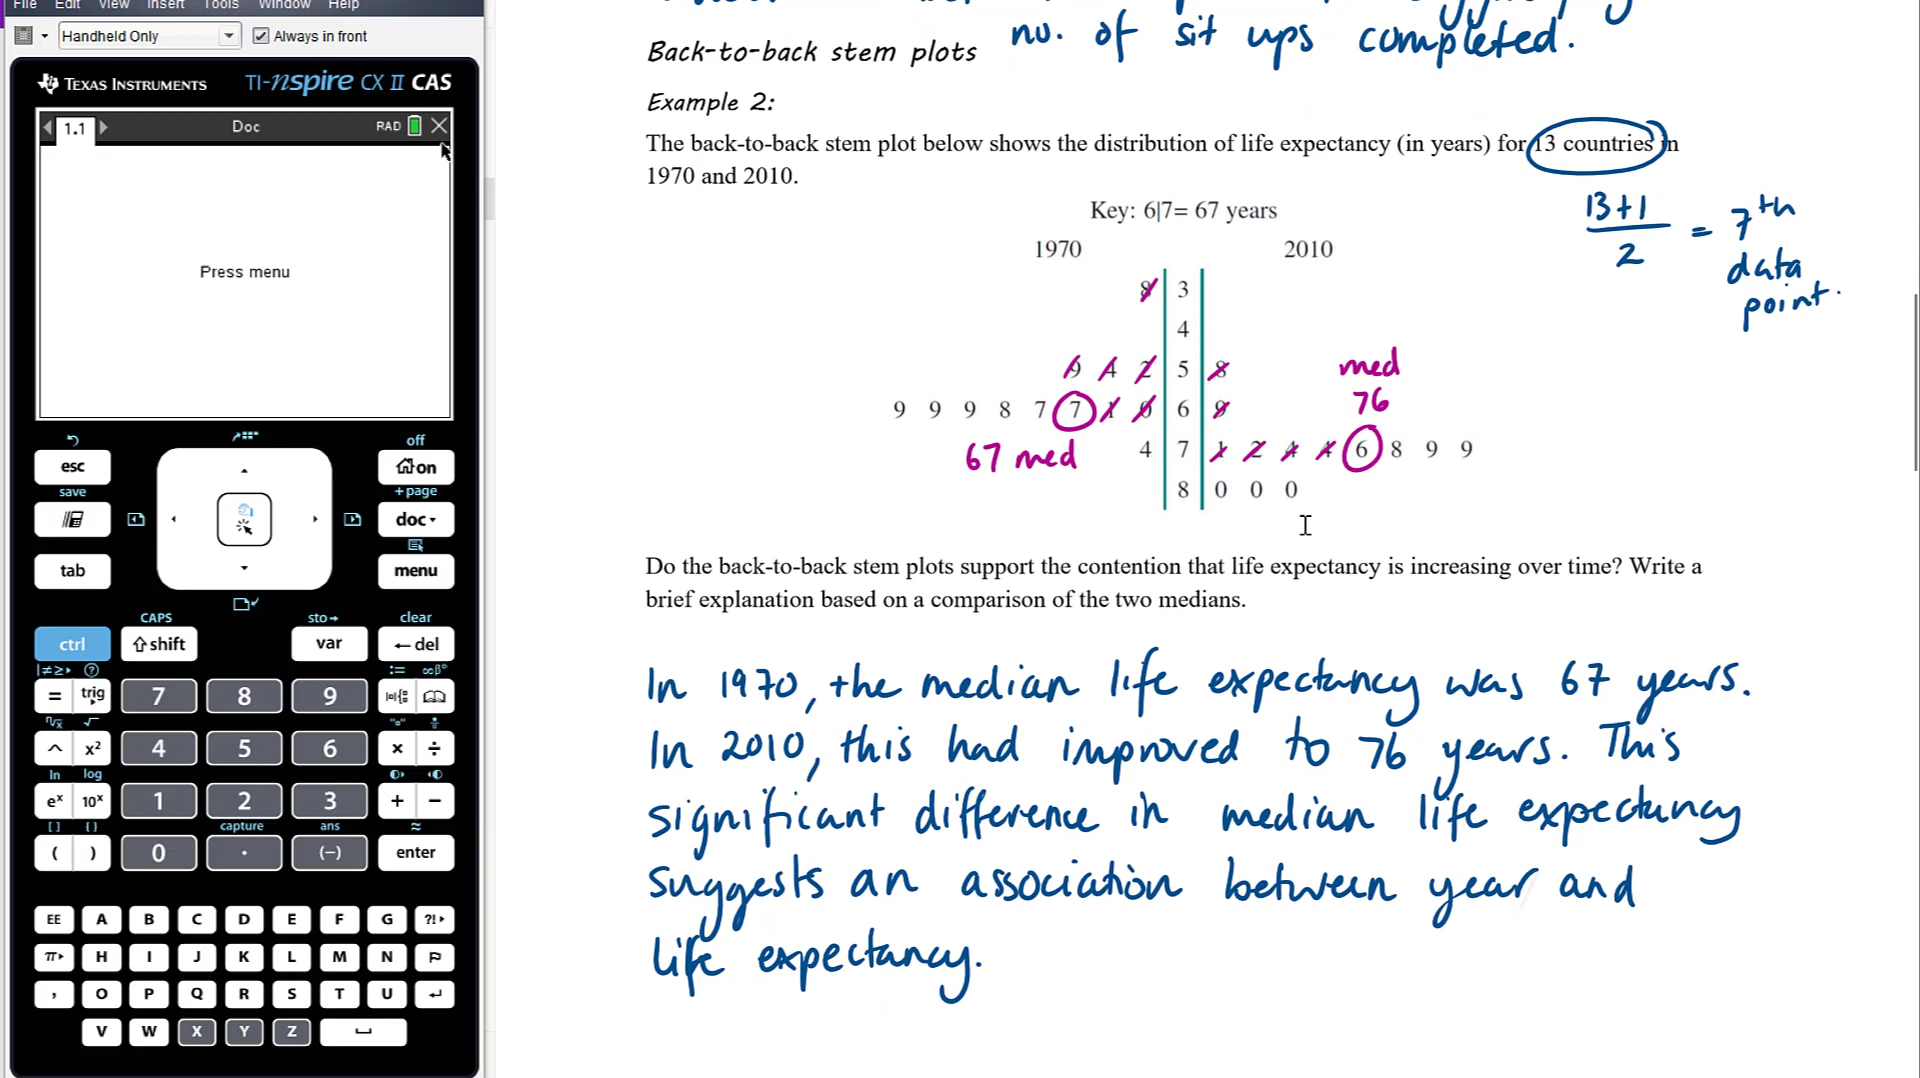 File Edit View Insert Tools Window Help
Handheld Only Always in front
TEXAS INSTRUMENTS TI-nspire CX II CAS
1.1 Doc RAD
Press menu
off
esc on
save +page
doc
tab menu
CAPS sto→ clear
ctrl shift var ←del
= trig 7 8 9
^ x² 4 5 6 × ÷
ln log
eˣ 10ˣ 1 2 3 + −
[ ] { } capture ans ≈
( ) 0 . (−) enter
EE A B C D E F G ?!
π H I J K L M N
, O P Q R S T U
V W X Y Z
no. of sit ups completed.
Back-to-back stem plots
Example 2:
The back-to-back stem plot below shows the distribution of life expectancy (in years) for 13 countries in
1970 and 2010.
13+1
2
= 7th
data
point.
Key: 6|7= 67 years
1970 2010
8 3
4
9 4 2 5 8
9 9 9 8 7 7 1 0 6 9
4 7 1 2 4 4 6 8 9 9
8 0 0 0
med
76
67 med
Do the back-to-back stem plots support the contention that life expectancy is increasing over time? Write a
brief explanation based on a comparison of the two medians.
In 1970, the median life expectancy was 67 years.
In 2010, this had improved to 76 years. This
significant difference in median life expectancy
suggests an association between year and
life expectancy.